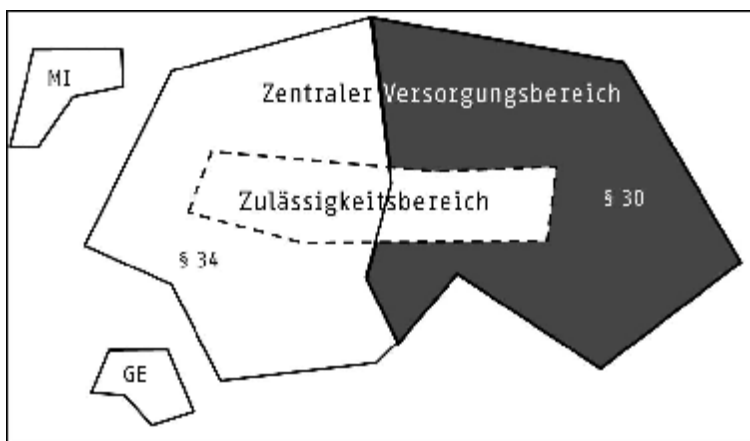 MI
Zentraler Versorgungsbereich
Zulässigkeitsbereich
§ 30
§ 34
GE